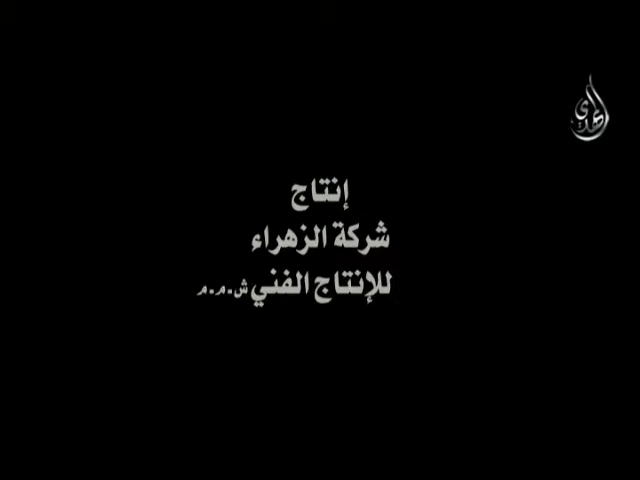 إنتاج
شركة الزهراء
للإنتاج الفني ش.م.م